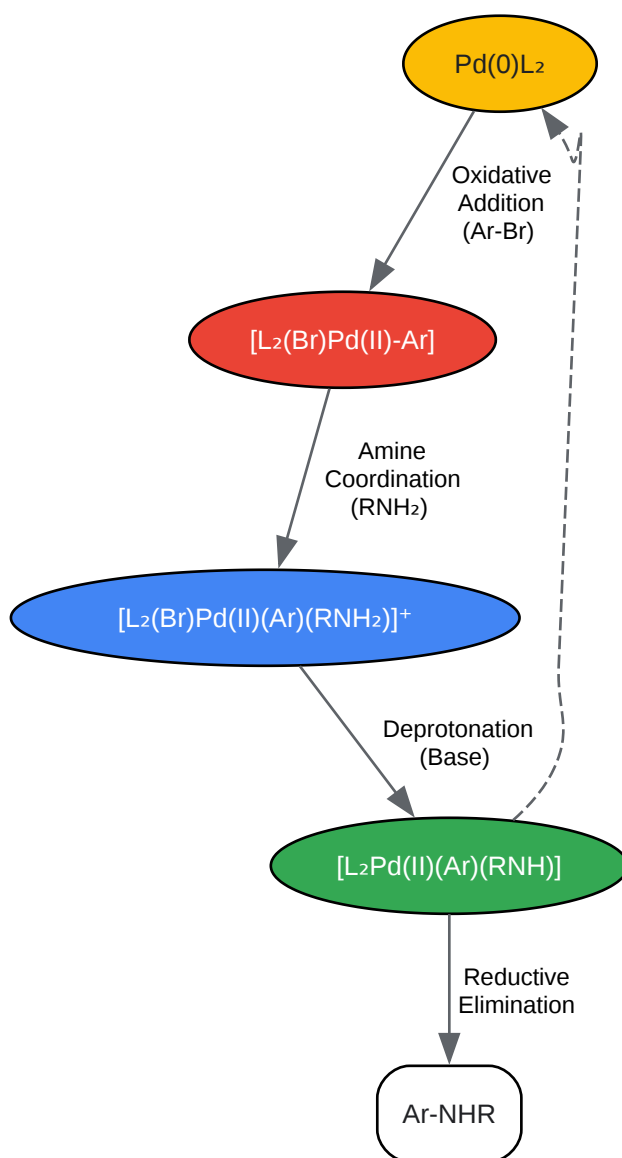 Pd(0)L₂
Oxidative
Addition
(Ar-Br)
[L₂(Br)Pd(II)-Ar]
Amine
Coordination
(RNH₂)
[L₂(Br)Pd(II)(Ar)(RNH₂)]⁺
Deprotonation
(Base)
[L₂Pd(II)(Ar)(RNH)]
Reductive
Elimination
Ar-NHR